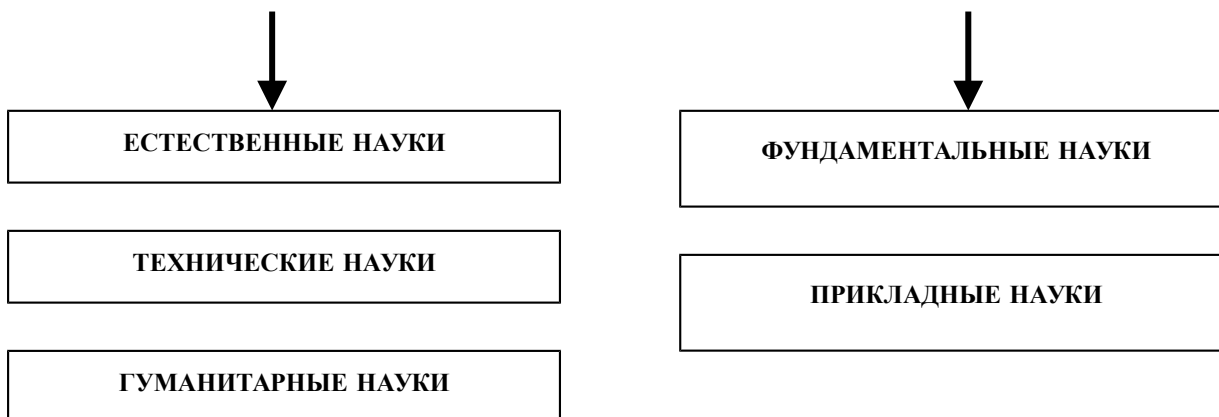 ЕСТЕСТВЕННЫЕ НАУКИ
ТЕХНИЧЕСКИЕ НАУКИ
ГУМАНИТАРНЫЕ НАУКИ
ФУНДАМЕНТАЛЬНЫЕ НАУКИ
ПРИКЛАДНЫЕ НАУКИ